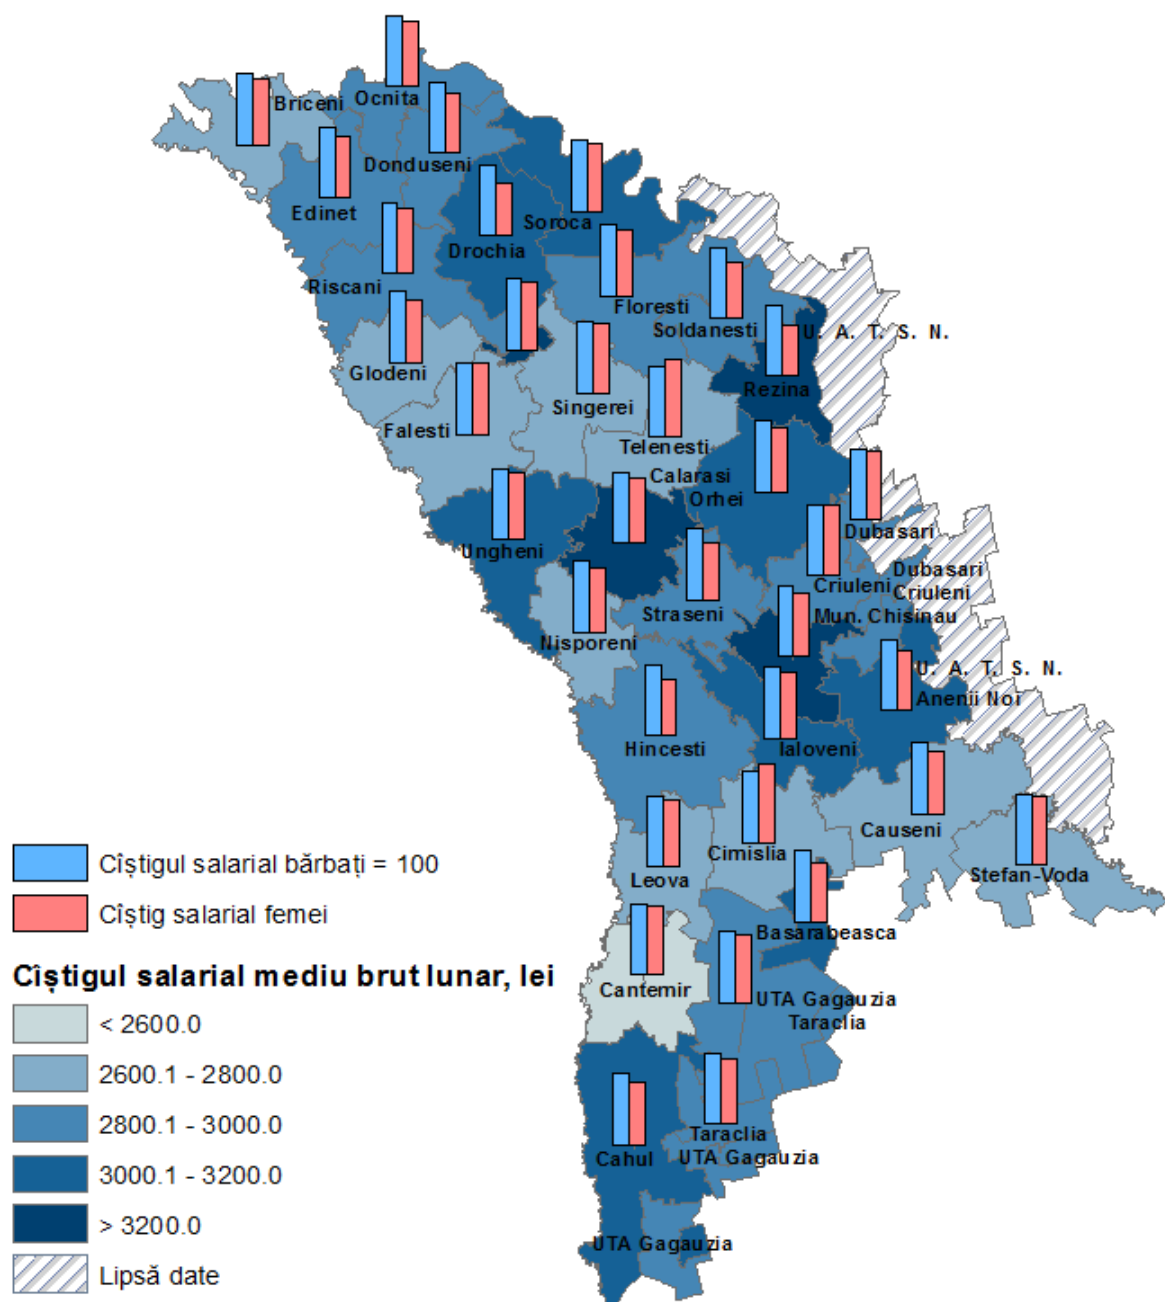 Ocnita
Briceni
Donduseni
Edinet
Soroca
Drochia
Riscani
Floresti
Soldanesti
U. A. T. S. N.
Glodeni
Rezina
Singerei
Falesti
Telenesti
Calarasi
Orhei
Dubasari
Ungheni
Dubasari
Criuleni
Criuleni
Straseni
Mun. Chisinau
Nisporeni
U. A. T. S. N.
Anenii Noi
Hincesti
Ialoveni
Causeni
Cimislia
Stefan-Voda
Leova
Basarabeasca
Cantemir
UTA Gagauzia
Taraclia
Taraclia
Cahul
UTA Gagauzia
UTA Gagauzia
Cîștigul salarial bărbați = 100
Cîștig salarial femei
Cîștigul salarial mediu brut lunar, lei
< 2600.0
2600.1 - 2800.0
2800.1 - 3000.0
3000.1 - 3200.0
> 3200.0
Lipsă date